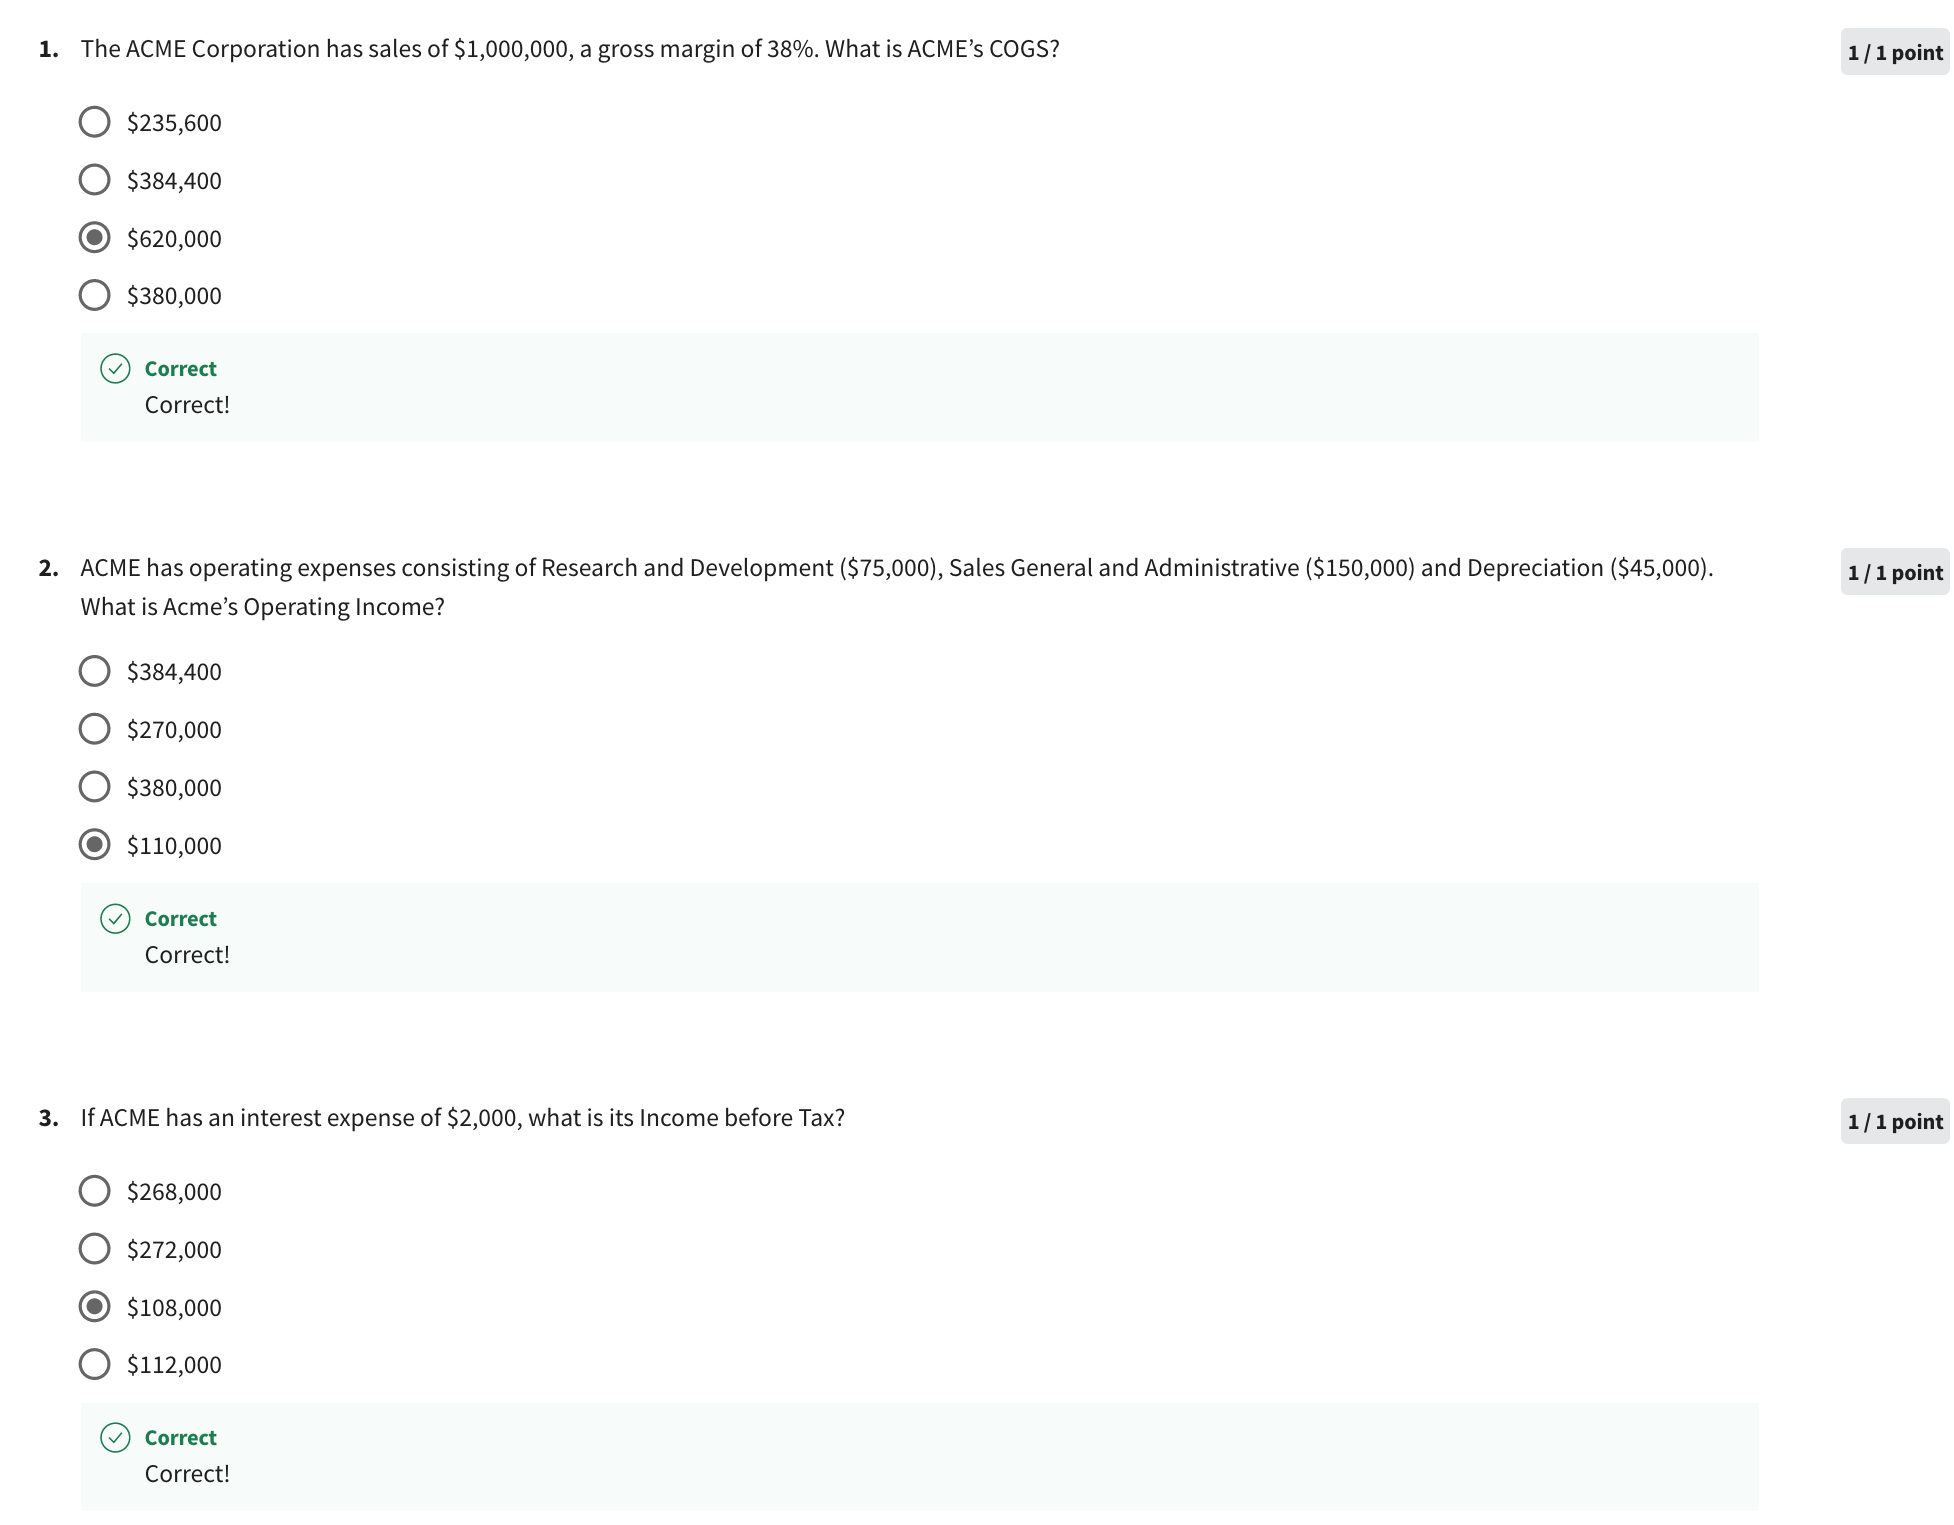 1. The ACME Corporation has sales of $1,000,000, a gross margin of 38%. What is ACME’s COGS?
1 / 1 point
$235,600
$384,400
$620,000
$380,000
Correct
Correct!
2. ACME has operating expenses consisting of Research and Development ($75,000), Sales General and Administrative ($150,000) and Depreciation ($45,000).
What is Acme’s Operating Income?
1 / 1 point
$384,400
$270,000
$380,000
$110,000
Correct
Correct!
3. If ACME has an interest expense of $2,000, what is its Income before Tax?
1 / 1 point
$268,000
$272,000
$108,000
$112,000
Correct
Correct!